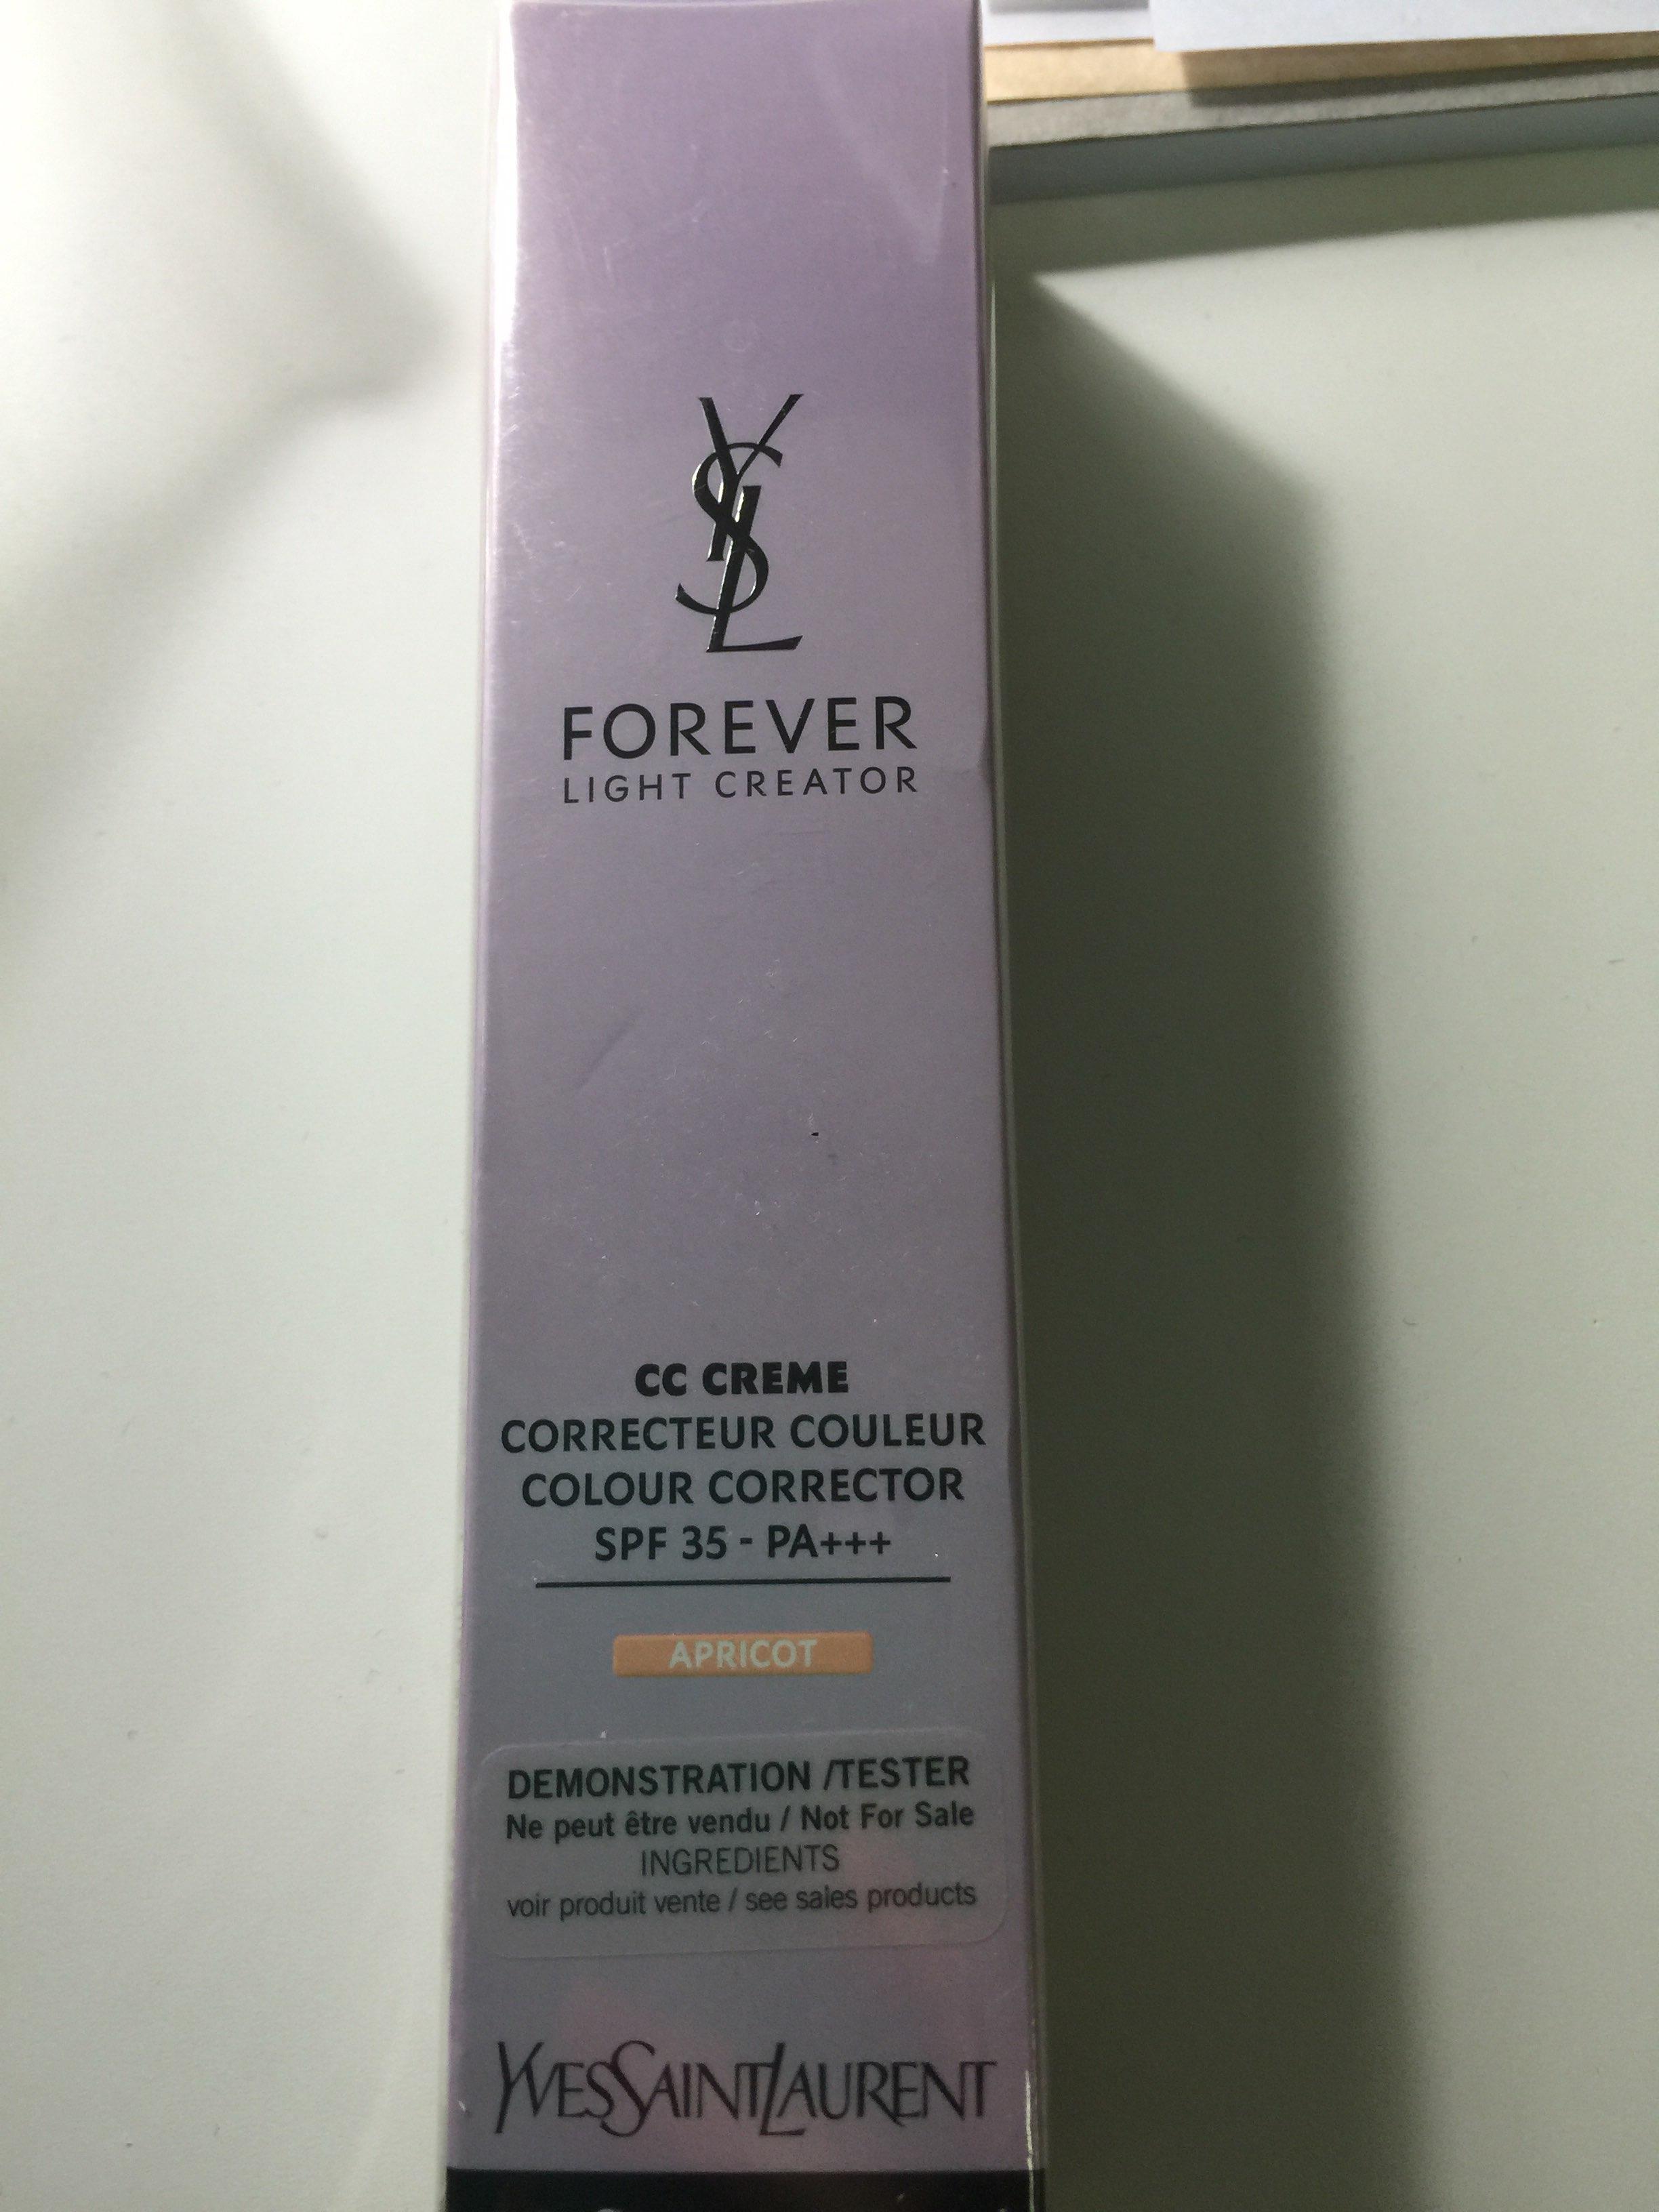 YSL
FOREVER
LIGHT CREATOR
CC CREME
CORRECTEUR COULEUR
COLOUR CORRECTOR
SPF 35 - PA+++
APRICOT
DEMONSTRATION /TESTER
Ne peut être vendu / Not For Sale
INGREDIENTS
voir produit vente / see sales products
YVESSAINTLAURENT